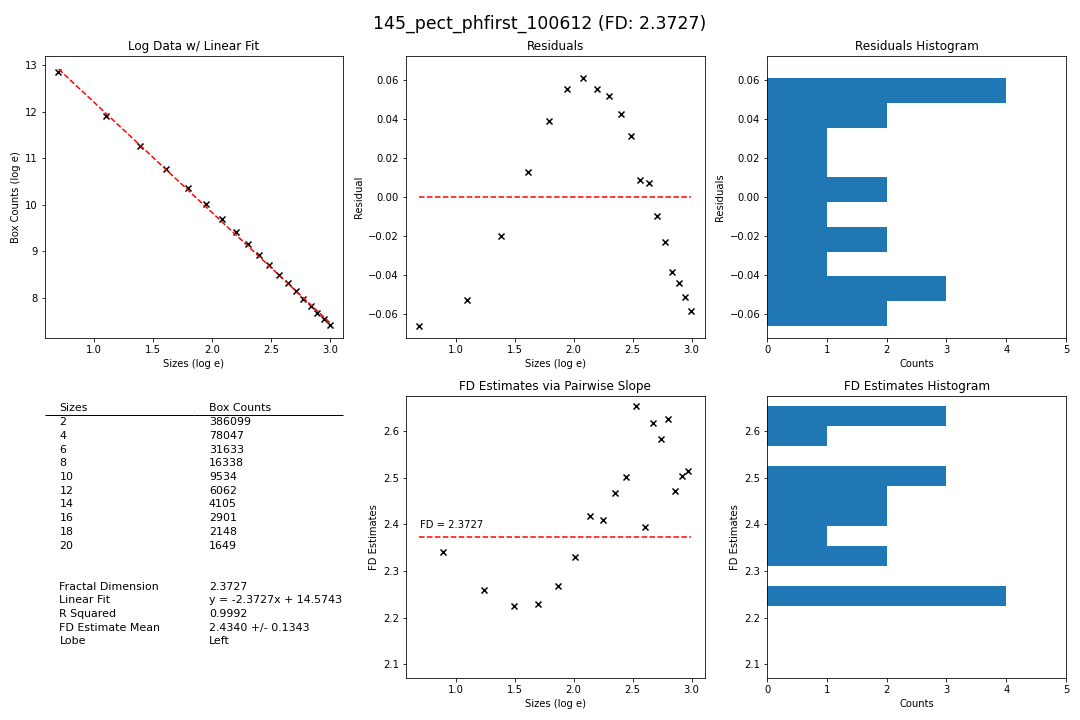 145_pect_phfirst_100612 (FD: 2.3727)
Log Data w/ Linear Fit
Box Counts (log e)
13
12
11
10
9
8
1.0 1.5 2.0 2.5 3.0
Sizes (log e)
Residuals
Residual
0.06
0.04
0.02
0.00
−0.02
−0.04
−0.06
1.0 1.5 2.0 2.5 3.0
Sizes (log e)
Residuals Histogram
Residuals
0.06
0.04
0.02
0.00
−0.02
−0.04
−0.06
0 1 2 3 4 5
Counts
Sizes Box Counts
2 386099
4 78047
6 31633
8 16338
10 9534
12 6062
14 4105
16 2901
18 2148
20 1649
Fractal Dimension 2.3727
Linear Fit y = -2.3727x + 14.5743
R Squared 0.9992
FD Estimate Mean 2.4340 +/- 0.1343
Lobe Left
FD Estimates via Pairwise Slope
FD Estimates
2.6
2.5
2.4
2.3
2.2
2.1
FD = 2.3727
1.0 1.5 2.0 2.5 3.0
Sizes (log e)
FD Estimates Histogram
FD Estimates
2.6
2.5
2.4
2.3
2.2
2.1
0 1 2 3 4 5
Counts